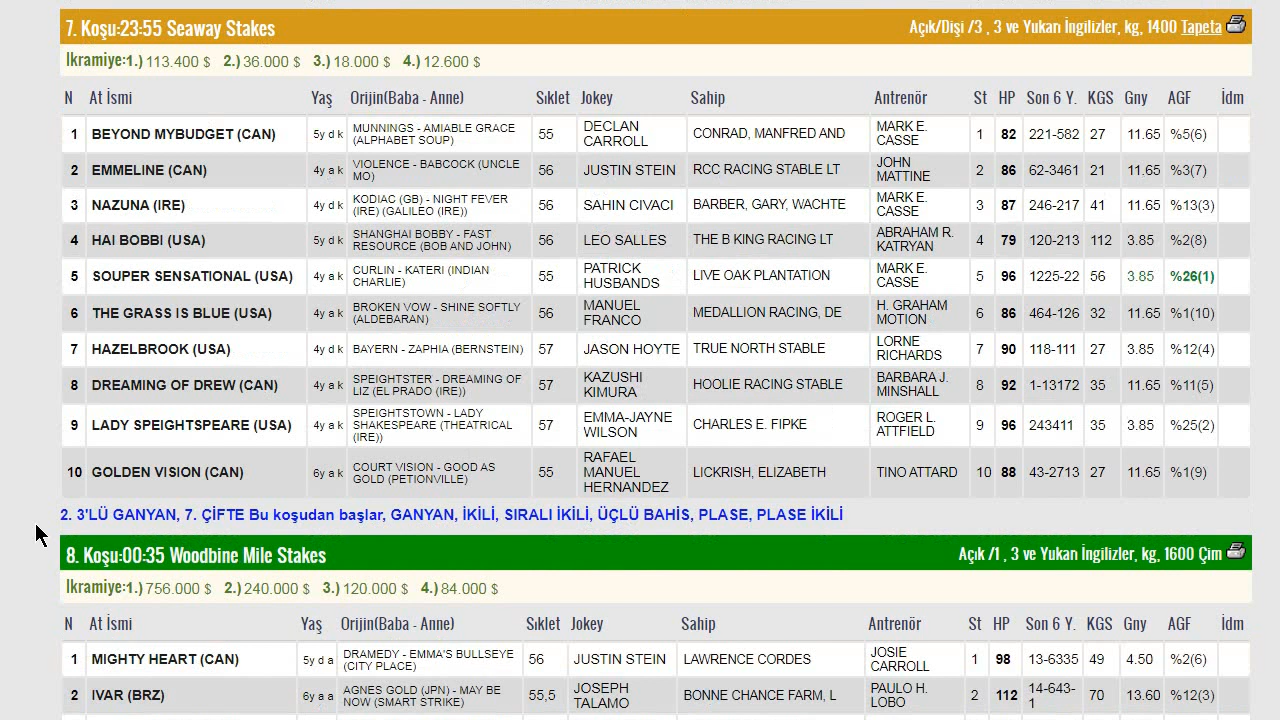 7. Koşu:23:55 Seaway Stakes Açık/Dişi /3 , 3 ve Yukarı İngilizler, kg, 1400 Tapeta
İkramiye:1.) 113.400 $ 2.) 36.000 $ 3.) 18.000 $ 4.) 12.600 $
N At İsmi Yaş Orijin(Baba - Anne) Sıklet Jokey Sahip Antrenör St HP Son 6 Y. KGS Gny AGF İdm
1 BEYOND MYBUDGET (CAN) 5y d k MUNNINGS - AMIABLE GRACE (ALPHABET SOUP) 55 DECLAN CARROLL CONRAD, MANFRED AND MARK E. CASSE 1 82 221-582 27 11.65 %5(6)
2 EMMELINE (CAN) 4y a k VIOLENCE - BABCOCK (UNCLE MO) 56 JUSTIN STEIN RCC RACING STABLE LT JOHN MATTINE 2 86 62-3461 21 11.65 %3(7)
3 NAZUNA (IRE) 4y d k KODIAC (GB) - NIGHT FEVER (IRE) (GALILEO (IRE)) 56 SAHIN CIVACI BARBER, GARY, WACHTE MARK E. CASSE 3 87 246-217 41 11.65 %13(3)
4 HAI BOBBI (USA) 5y d k SHANGHAI BOBBY - FAST RESOURCE (BOB AND JOHN) 56 LEO SALLES THE B KING RACING LT ABRAHAM R. KATRYAN 4 79 120-213 112 3.85 %2(8)
5 SOUPER SENSATIONAL (USA) 4y a k CURLIN - KATERI (INDIAN CHARLIE) 55 PATRICK HUSBANDS LIVE OAK PLANTATION MARK E. CASSE 5 96 1225-22 56 3.85 %26(1)
6 THE GRASS IS BLUE (USA) 4y a k BROKEN VOW - SHINE SOFTLY (ALDEBARAN) 56 MANUEL FRANCO MEDALLION RACING, DE H. GRAHAM MOTION 6 86 464-126 32 11.65 %1(10)
7 HAZELBROOK (USA) 4y d k BAYERN - ZAPHIA (BERNSTEIN) 57 JASON HOYTE TRUE NORTH STABLE LORNE RICHARDS 7 90 118-111 27 3.85 %12(4)
8 DREAMING OF DREW (CAN) 4y a k SPEIGHTSTER - DREAMING OF LIZ (EL PRADO (IRE)) 57 KAZUSHI KIMURA HOOLIE RACING STABLE BARBARA J. MINSHALL 8 92 1-13172 35 11.65 %11(5)
9 LADY SPEIGHTSPEARE (USA) 4y a k SPEIGHTSTOWN - LADY SHAKESPEARE (THEATRICAL (IRE)) 57 EMMA-JAYNE WILSON CHARLES E. FIPKE ROGER L. ATTFIELD 9 96 243411 35 3.85 %25(2)
10 GOLDEN VISION (CAN) 6y a k COURT VISION - GOOD AS GOLD (PETIONVILLE) 55 RAFAEL MANUEL HERNANDEZ LICKRISH, ELIZABETH TINO ATTARD 10 88 43-2713 27 11.65 %1(9)
2. 3'LÜ GANYAN, 7. ÇİFTE Bu koşudan başlar, GANYAN, İKİLİ, SIRALI İKİLİ, ÜÇLÜ BAHİS, PLASE, PLASE İKİLİ
8. Koşu:00:35 Woodbine Mile Stakes Açık /1 , 3 ve Yukarı İngilizler, kg, 1600 Çim
İkramiye:1.) 756.000 $ 2.) 240.000 $ 3.) 120.000 $ 4.) 84.000 $
N At İsmi Yaş Orijin(Baba - Anne) Sıklet Jokey Sahip Antrenör St HP Son 6 Y. KGS Gny AGF İdm
1 MIGHTY HEART (CAN) 5y d a DRAMEDY - EMMA'S BULLSEYE (CITY PLACE) 56 JUSTIN STEIN LAWRENCE CORDES JOSIE CARROLL 1 98 13-6335 49 4.50 %2(6)
2 IVAR (BRZ) 6y a a AGNES GOLD (JPN) - MAY BE NOW (SMART STRIKE) 55,5 JOSEPH TALAMO BONNE CHANCE FARM, L PAULO H. LOBO 2 112 14-643-1 70 13.60 %12(3)